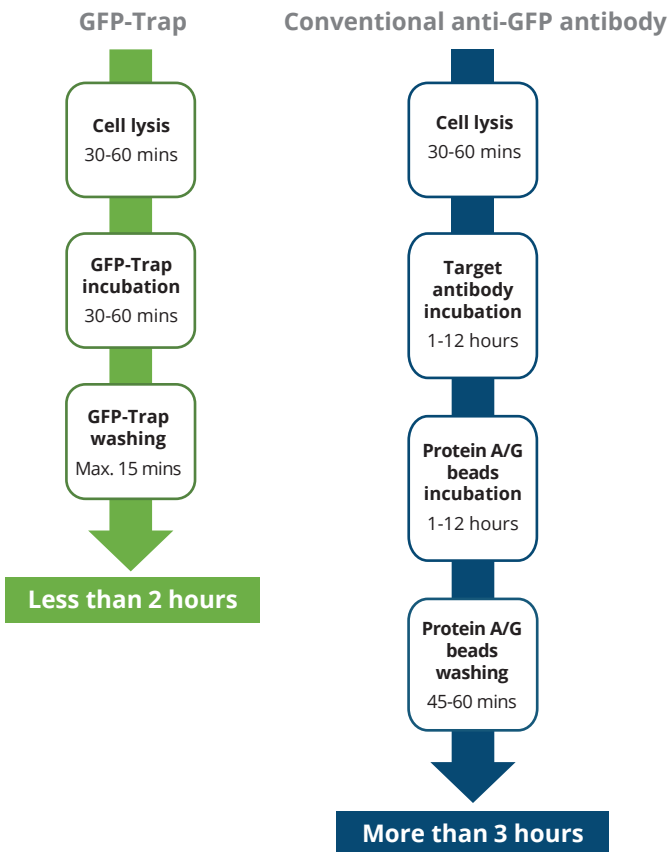 GFP-Trap
Cell lysis
30-60 mins
GFP-Trap
incubation
30-60 mins
GFP-Trap
washing
Max. 15 mins
Less than 2 hours
Conventional anti-GFP antibody
Cell lysis
30-60 mins
Target
antibody
incubation
1-12 hours
Protein A/G
beads
incubation
1-12 hours
Protein A/G
beads
washing
45-60 mins
More than 3 hours